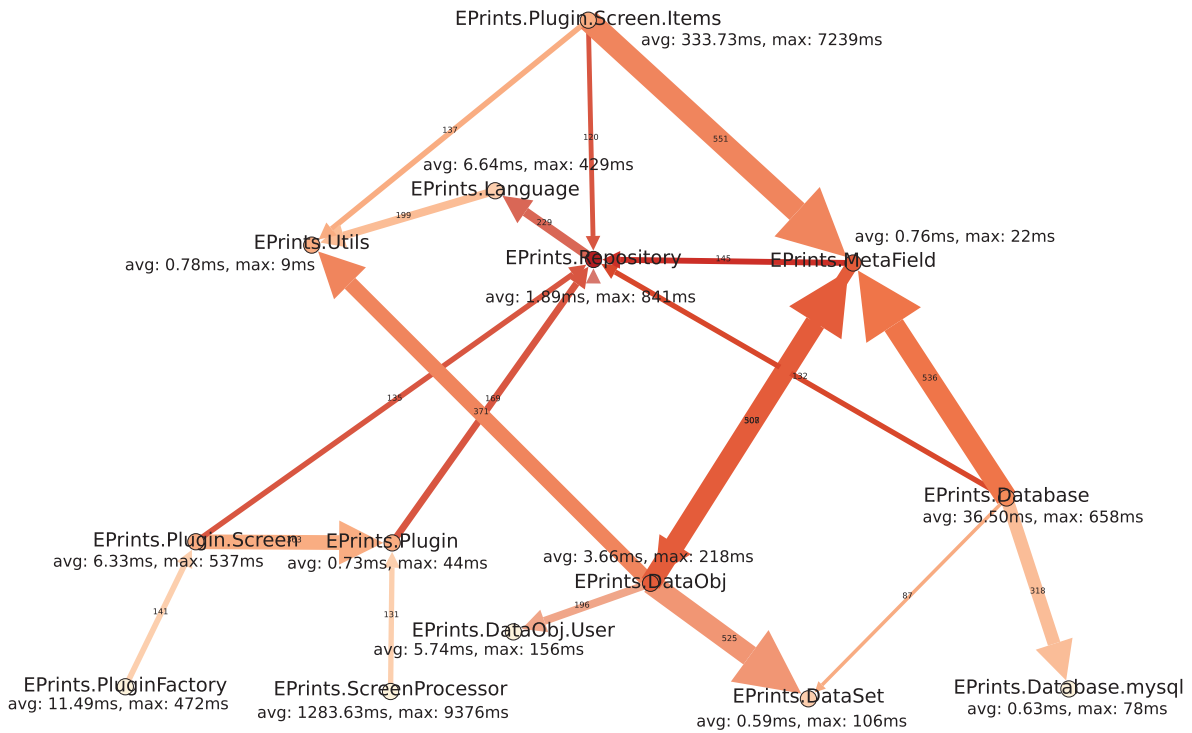 EPrints.Plugin.Screen.Items
avg: 333.73ms, max: 7239ms
137
120
551
avg: 6.64ms, max: 429ms
EPrints.Language
199
229
EPrints.Utils
avg: 0.78ms, max: 9ms
EPrints.Repository
145
avg: 0.76ms, max: 22ms
EPrints.MetaField
avg: 1.89ms, max: 841ms
132
536
135
169
371
EPrints.Database
avg: 36.50ms, max: 658ms
EPrints.Plugin.Screen
avg: 6.33ms, max: 537ms
EPrints.Plugin
avg: 0.73ms, max: 44ms
avg: 3.66ms, max: 218ms
EPrints.DataObj
141
131
196
87
318
EPrints.DataObj.User
avg: 5.74ms, max: 156ms
525
EPrints.PluginFactory
avg: 11.49ms, max: 472ms
EPrints.ScreenProcessor
avg: 1283.63ms, max: 9376ms
EPrints.DataSet
avg: 0.59ms, max: 106ms
EPrints.Database.mysql
avg: 0.63ms, max: 78ms